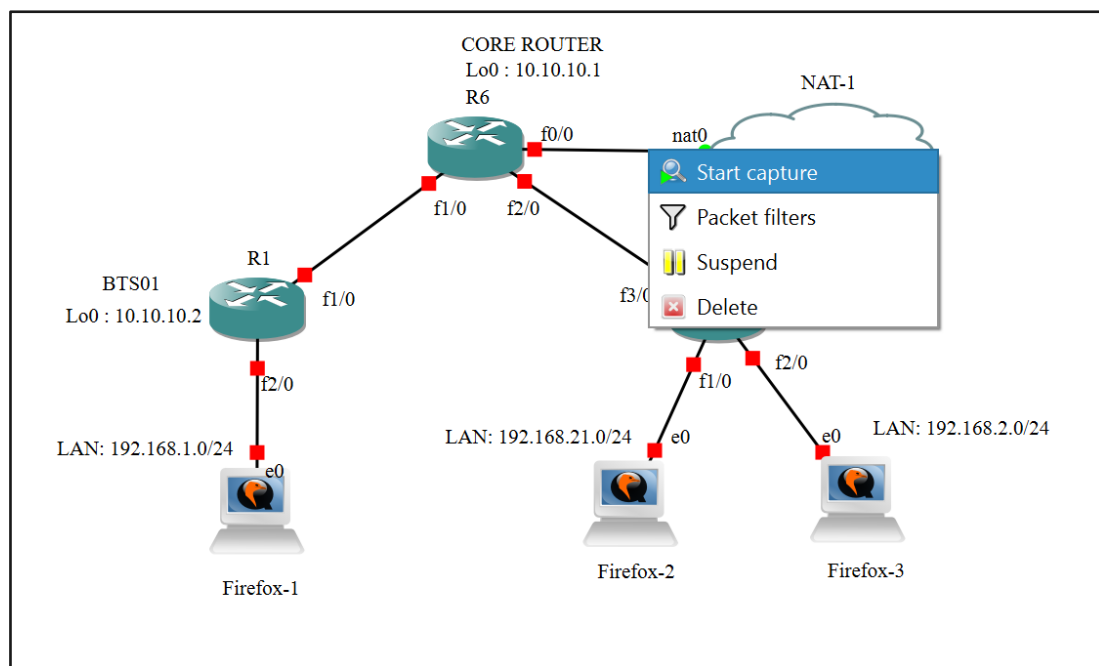 CORE ROUTER
Lo0 : 10.10.10.1
R6
NAT-1
f0/0
nat0
Start capture
f1/0
f2/0
Packet filters
R1
Suspend
BTS01
f1/0
f3/0
Lo0 : 10.10.10.2
Delete
f2/0
f1/0
f2/0
LAN: 192.168.1.0/24
e0
LAN: 192.168.21.0/24
e0
e0
LAN: 192.168.2.0/24
Firefox-1
Firefox-2
Firefox-3